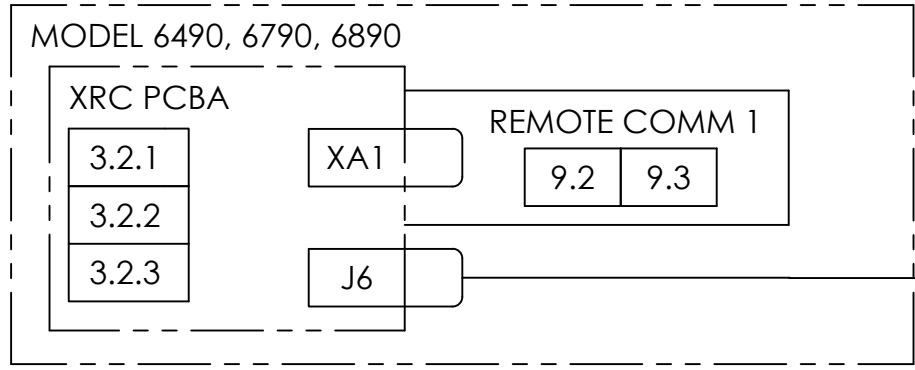 MODEL 6490, 6790, 6890
XRC PCBA
3.2.1
3.2.2
3.2.3
XA1
J6
REMOTE COMM 1
9.2 9.3